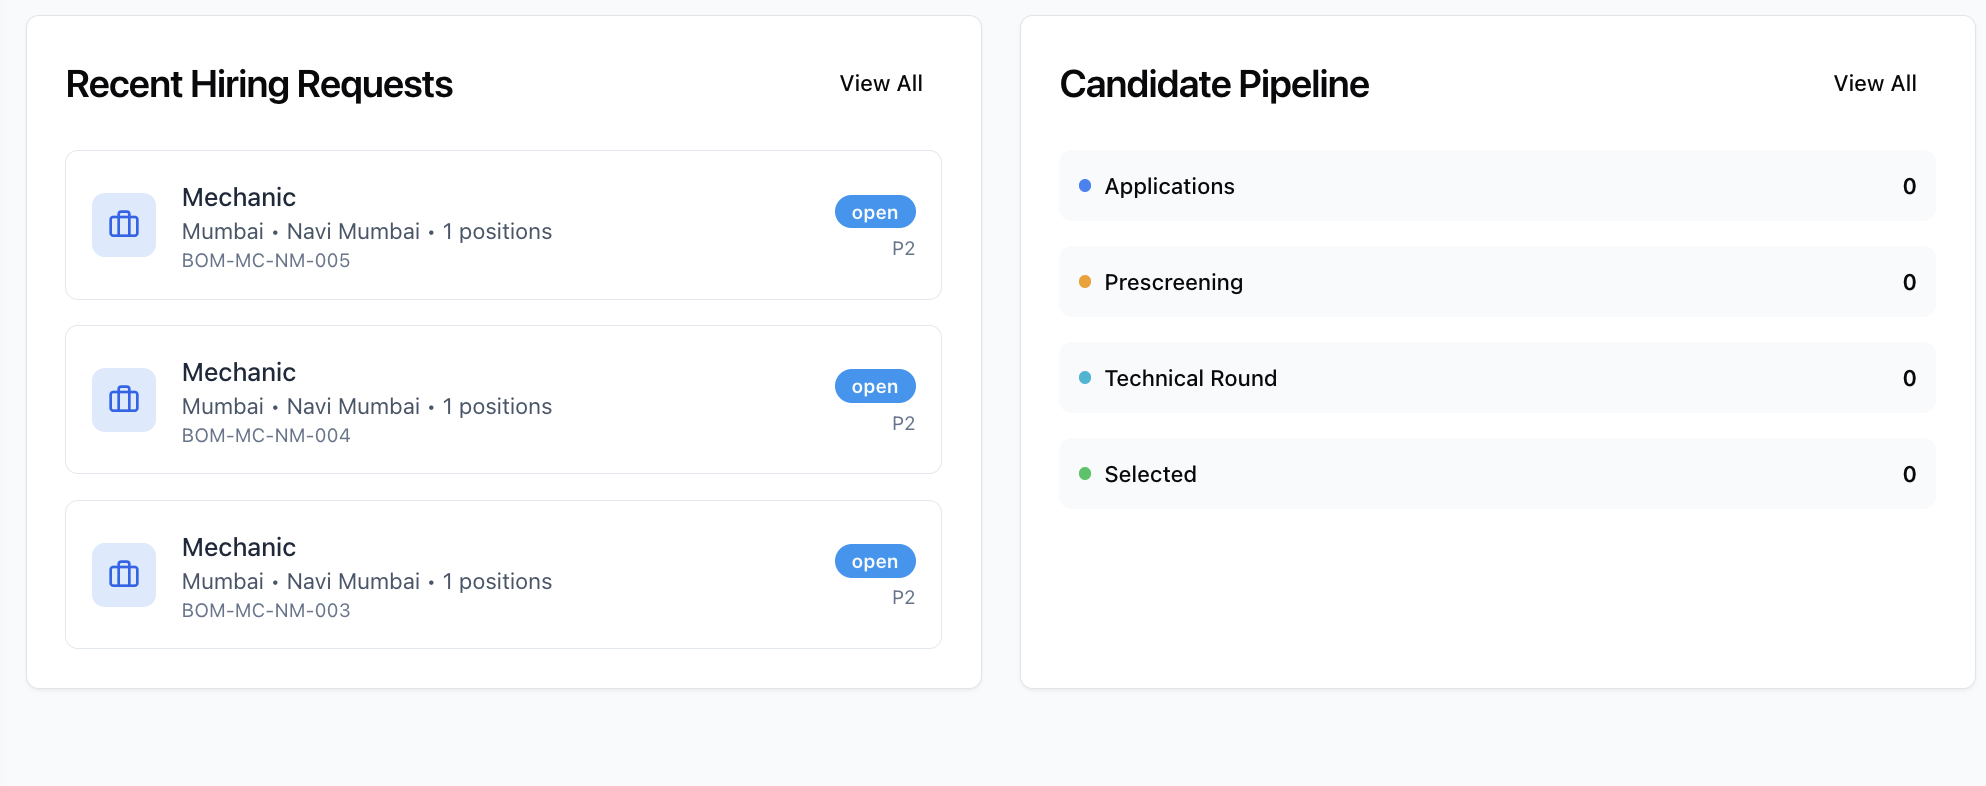 Recent Hiring Requests
View All
Mechanic
Mumbai • Navi Mumbai • 1 positions
BOM-MC-NM-005
open
P2
Mechanic
Mumbai • Navi Mumbai • 1 positions
BOM-MC-NM-004
open
P2
Mechanic
Mumbai • Navi Mumbai • 1 positions
BOM-MC-NM-003
open
P2
Candidate Pipeline
View All
Applications 0
Prescreening 0
Technical Round 0
Selected 0